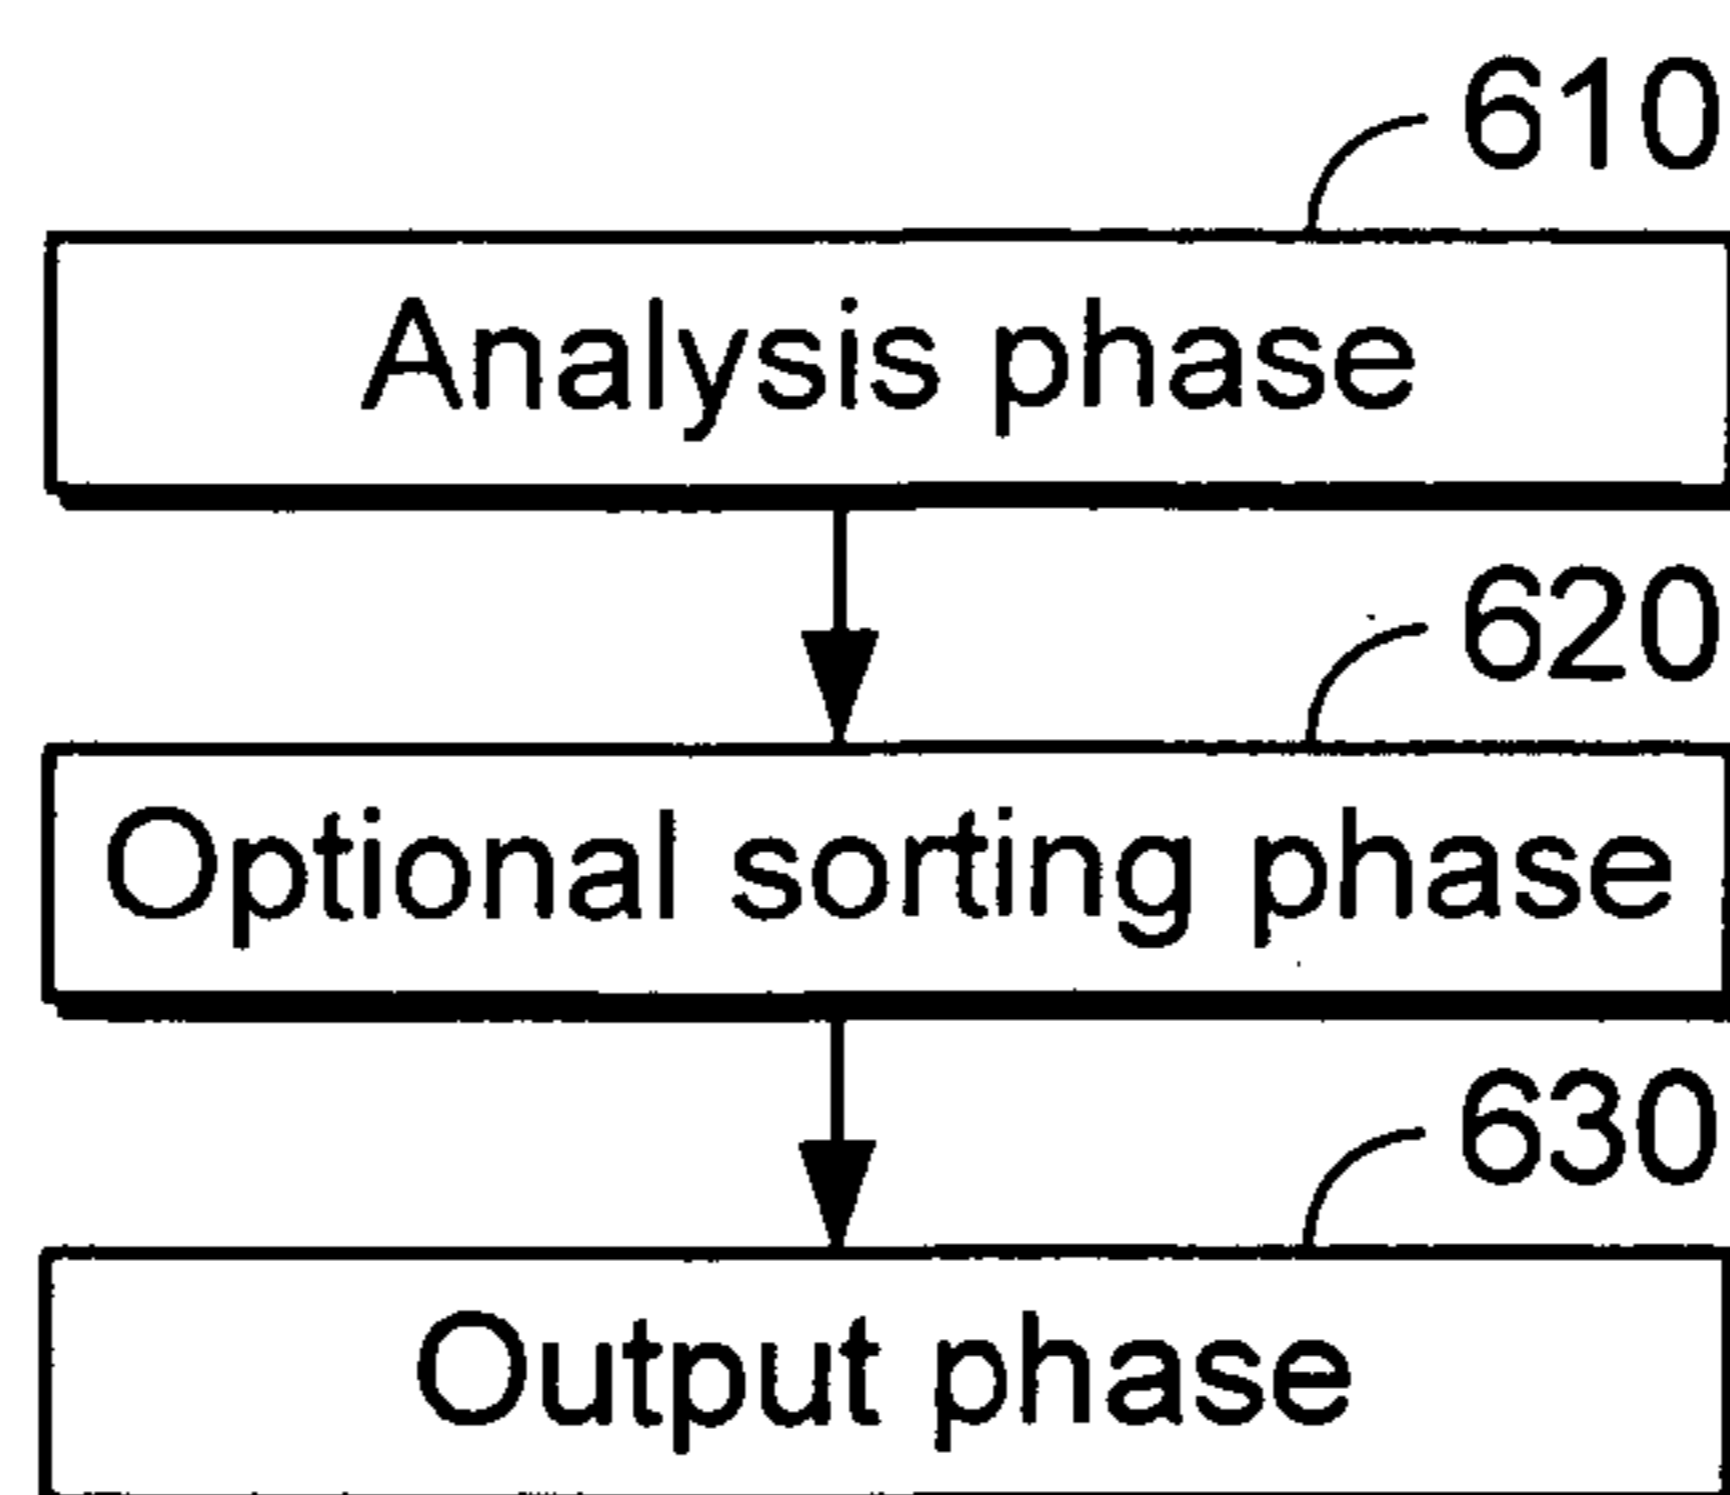 610
Analysis phase
620
Optional sorting phase
630
Output phase